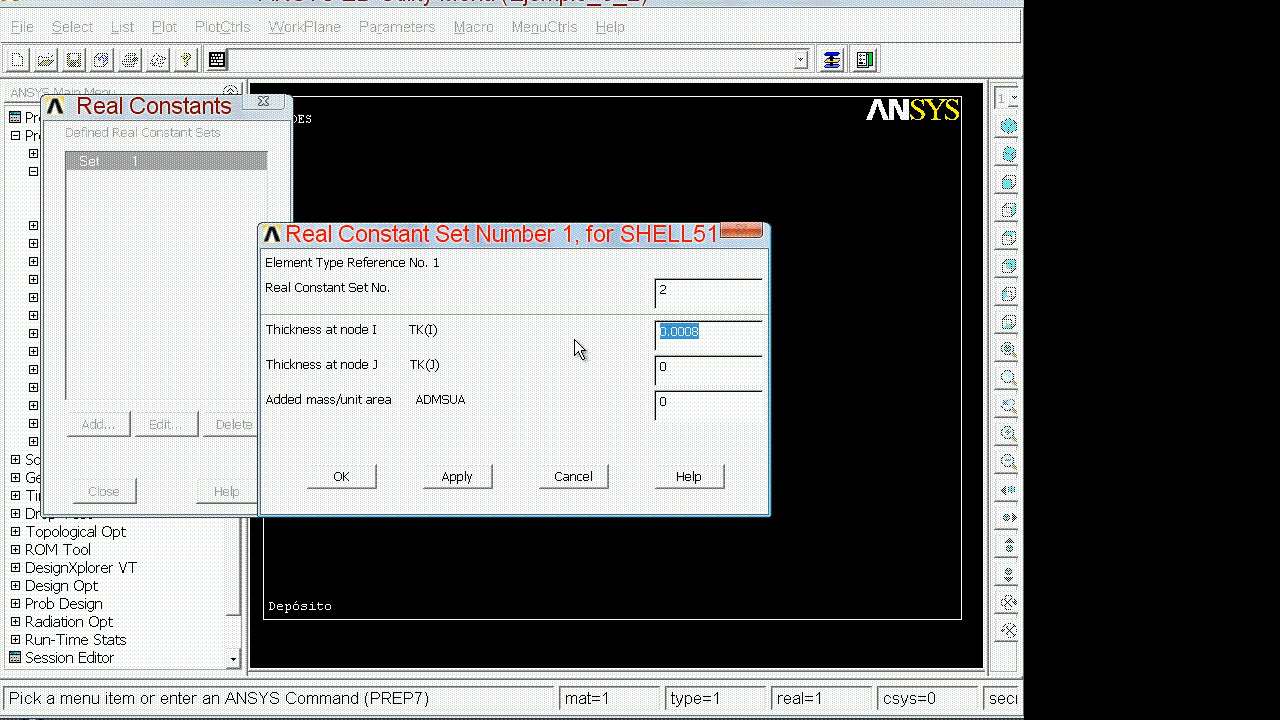 File Select List Plot PlotCtrls WorkPlane Parameters Macro MenuCtrls Help
ANSYS Main Menu
Real Constants
Defined Real Constant Sets
Set 1
Add... Edit... Delete
Close Help
ANSYS
Real Constant Set Number 1, for SHELL51
Element Type Reference No. 1
Real Constant Set No. 2
Thickness at node I TK(I) 0.0008
Thickness at node J TK(J) 0
Added mass/unit area ADMSUA 0
OK Apply Cancel Help
Topological Opt
ROM Tool
DesignXplorer VT
Design Opt
Prob Design
Radiation Opt
Run-Time Stats
Session Editor
Depósito
1
Pick a menu item or enter an ANSYS Command (PREP7) mat=1 type=1 real=1 csys=0